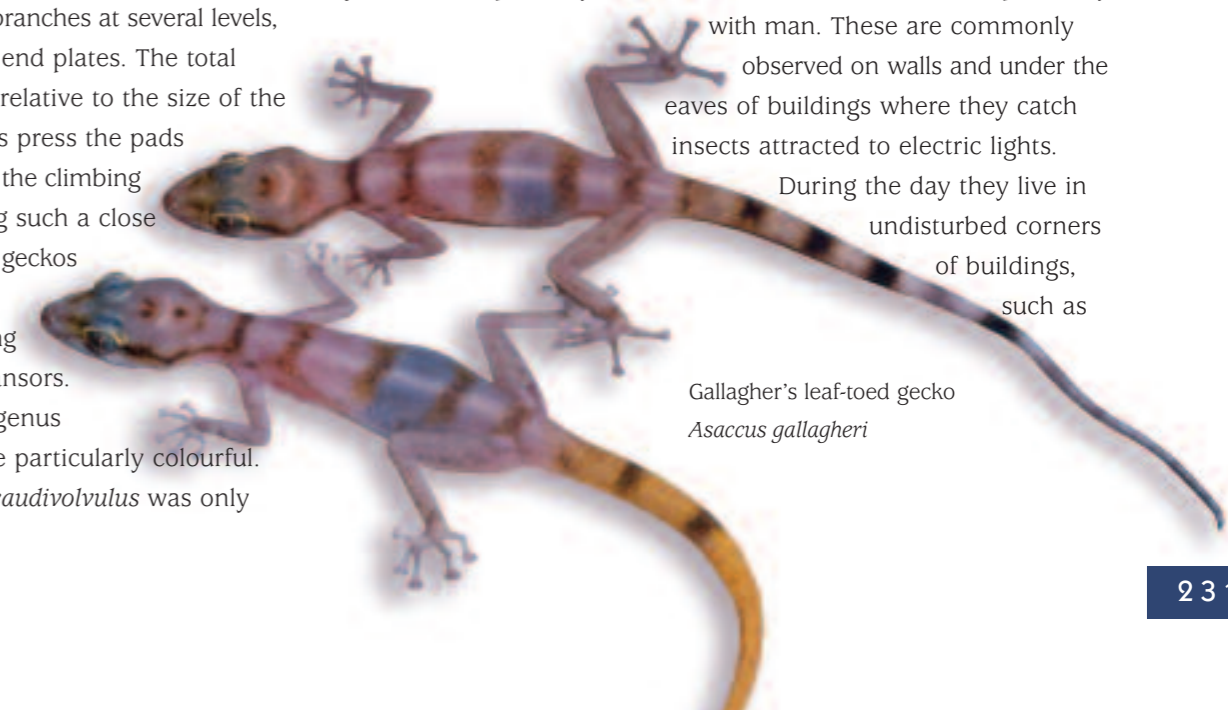 branches at several levels,
end plates. The total
relative to the size of the
s press the pads
the climbing
g such a close
geckos
ng
nsors.
genus
e particularly colourful.
caudivolvulus was only
with man. These are commonly
observed on walls and under the
eaves of buildings where they catch
insects attracted to electric lights.
During the day they live in
undisturbed corners
of buildings,
such as
Gallagher's leaf-toed gecko
Asaccus gallagheri
23